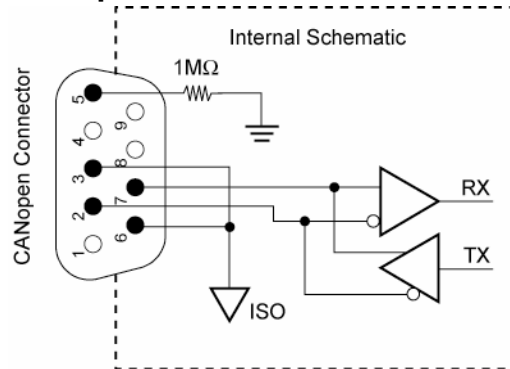 Internal Schematic
1MΩ
CANopen Connector
5
9
4
8
3
7
2
6
1
RX
TX
ISO